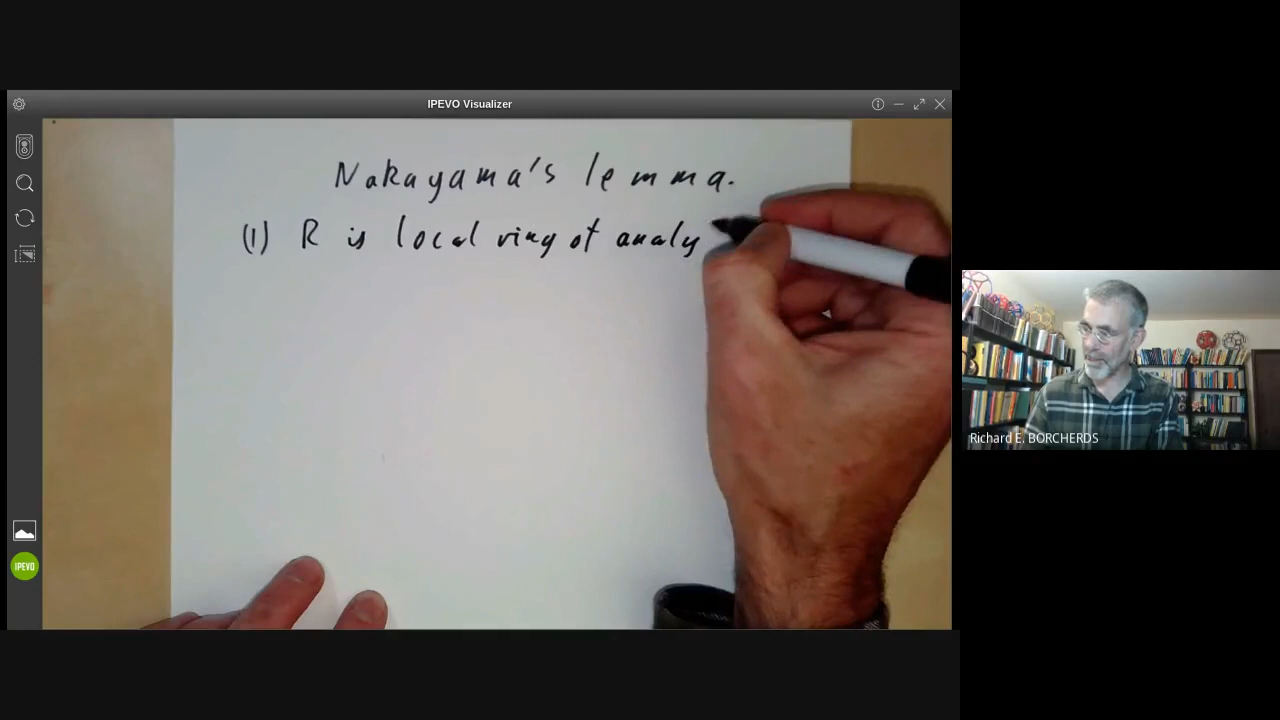 IPEVO Visualizer
Nakayama's lemma.
(1) R is local ring of analy
IPEVO
Richard E. BORCHERDS